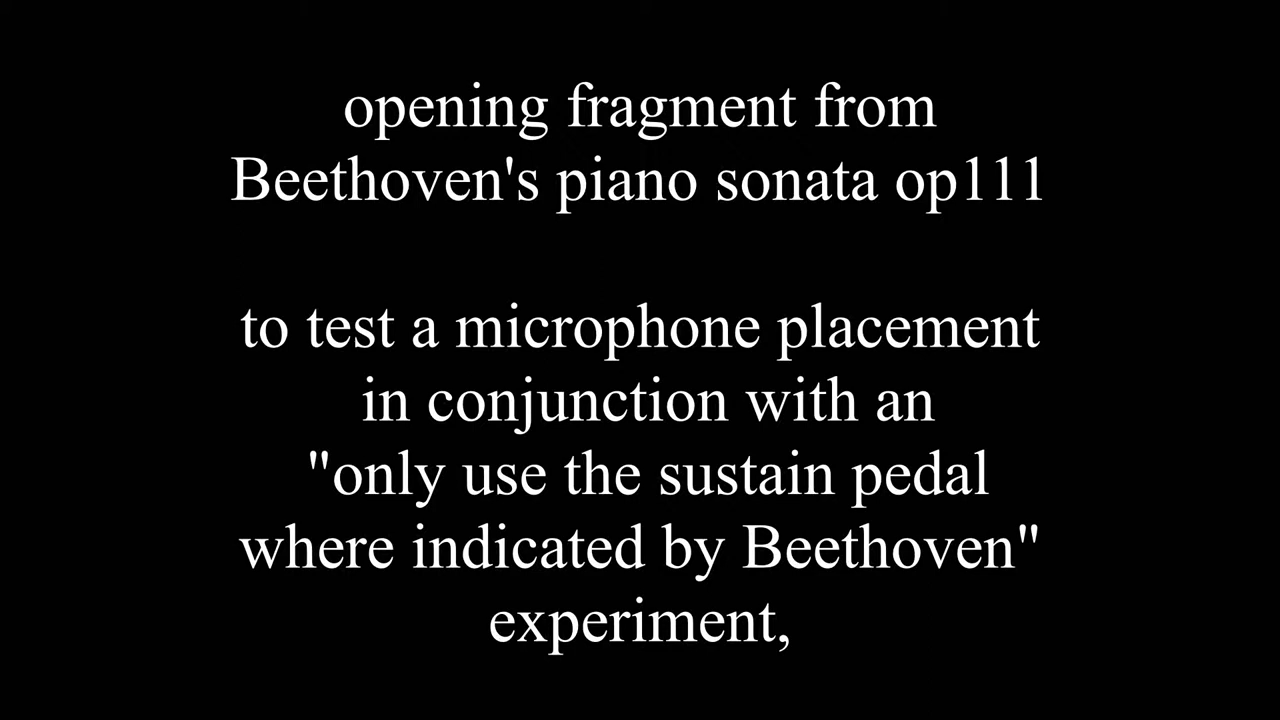 opening fragment from
Beethoven's piano sonata op111
to test a microphone placement
in conjunction with an
"only use the sustain pedal
where indicated by Beethoven"
experiment,